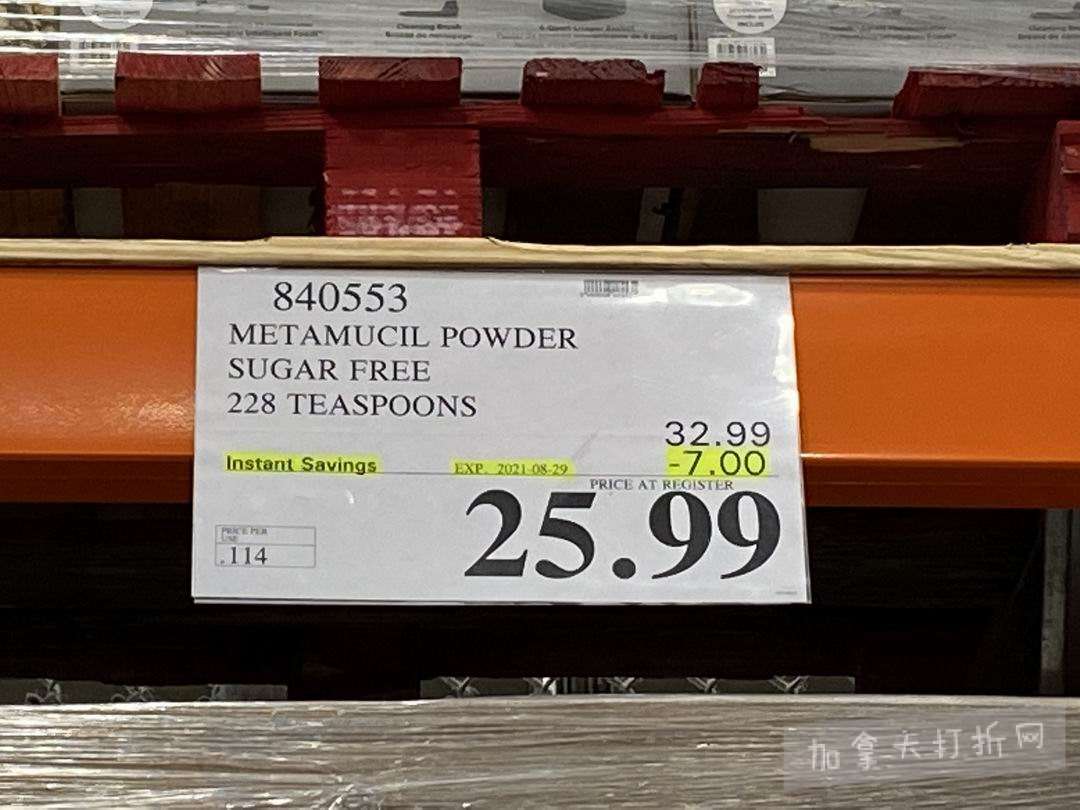 840553
METAMUCIL POWDER
SUGAR FREE
228 TEASPOONS
32.99
Instant Savings EXP. 2021-08-29 -7.00
PRICE AT REGISTER
25.99
PRICE PER
USE
.114
加拿大打折网